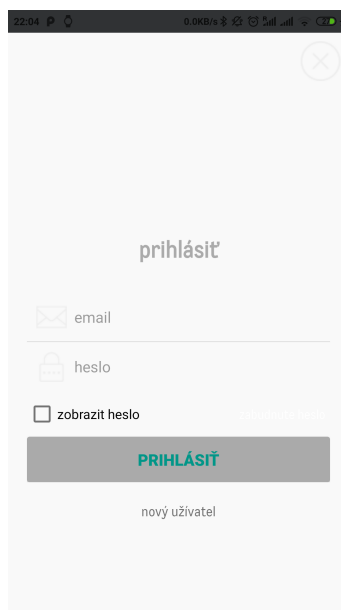 22:04 0.0KB/s
prihlásiť
email
heslo
zobrazit heslo
PRIHLÁSIŤ
nový užívatel